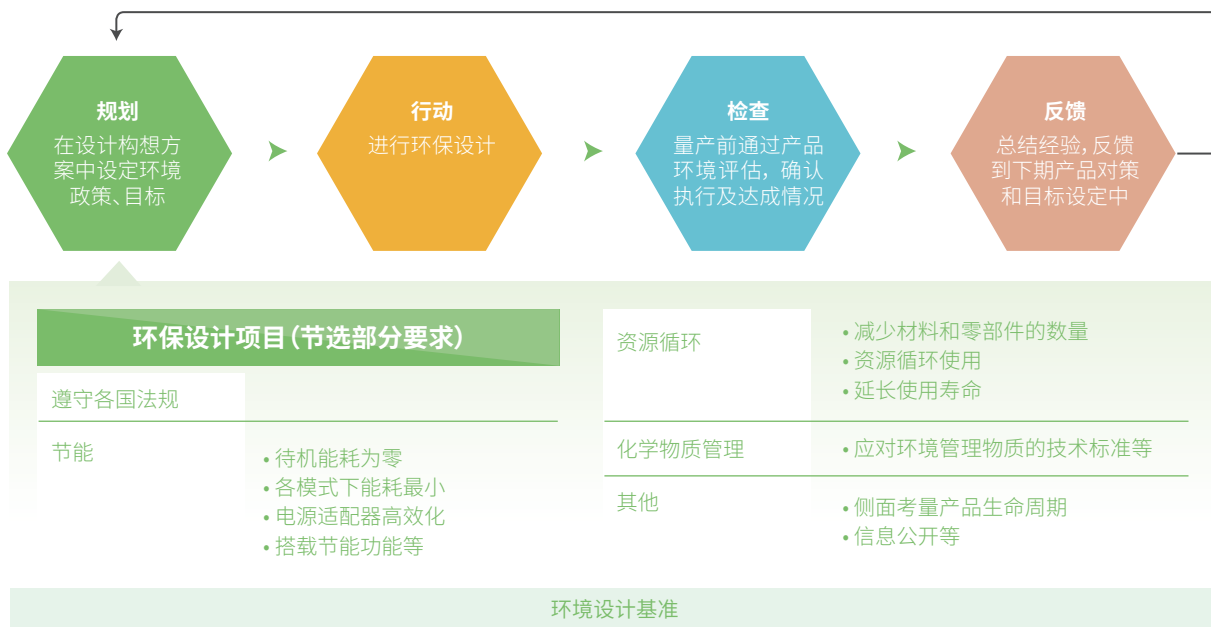 规划
在设计构想方
案中设定环境
政策、目标
行动
进行环保设计
检查
量产前通过产品
环境评估，确认
执行及达成情况
反馈
总结经验，反馈
到下期产品对策
和目标设定中
环保设计项目（节选部分要求）
遵守各国法规
节能
• 待机能耗为零
• 各模式下能耗最小
• 电源适配器高效化
• 搭载节能功能等
资源循环
• 减少材料和零部件的数量
• 资源循环使用
• 延长使用寿命
化学物质管理
• 应对环境管理物质的技术标准等
其他
• 侧面考量产品生命周期
• 信息公开等
环境设计基准